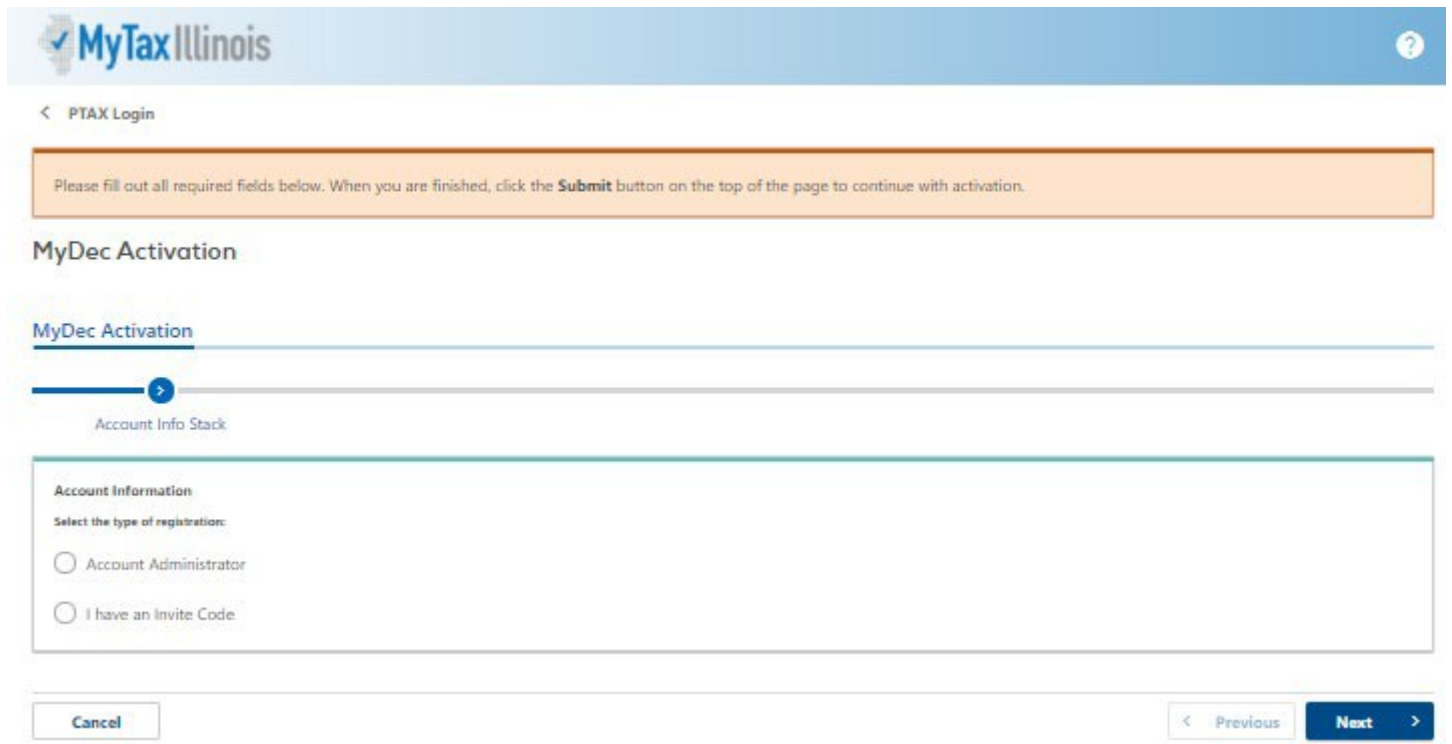 MyTax Illinois
?
PTAX Login
Please fill out all required fields below. When you are finished, click the Submit button on the top of the page to continue with activation.
MyDec Activation
MyDec Activation
Account Info Stack
Account Information
Select the type of registration:
Account Administrator
I have an Invite Code
Cancel
Previous
Next